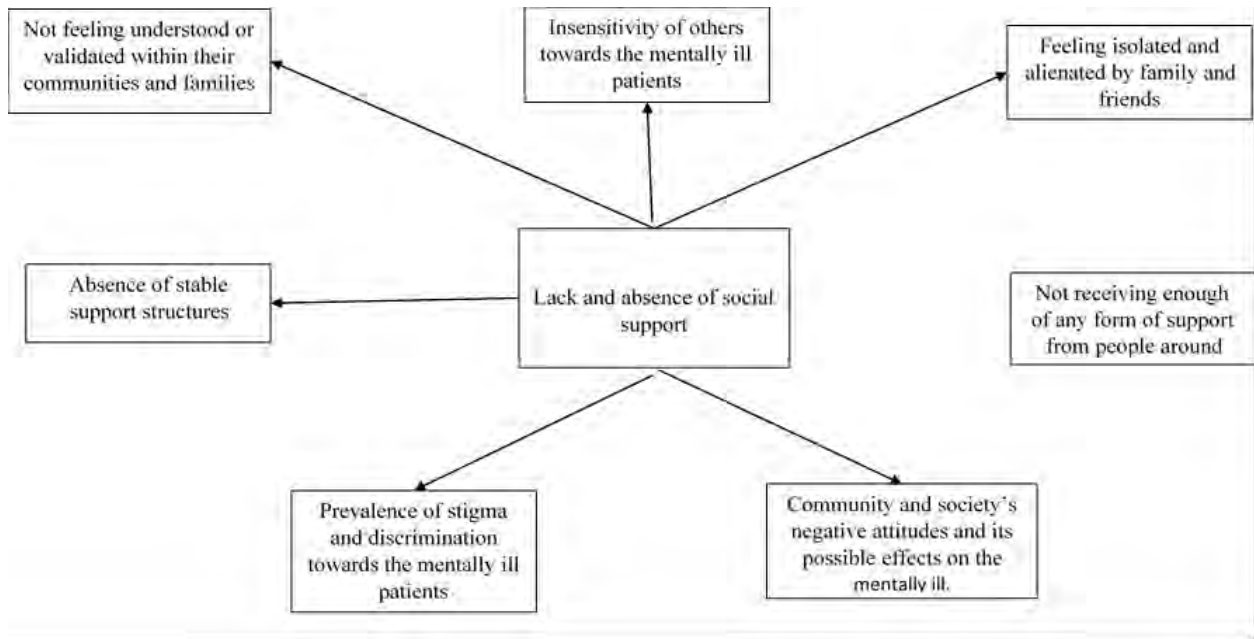 Not feeling understood or
validated within their
communities and families
Insensitivity of others
towards the mentally ill
patients
Feeling isolated and
alienated by family and
friends
Absence of stable
support structures
Lack and absence of social
support
Not receiving enough
of any form of support
from people around
Prevalence of stigma
and discrimination
towards the mentally ill
patients
Community and society's
negative attitudes and its
possible effects on the
mentally ill.